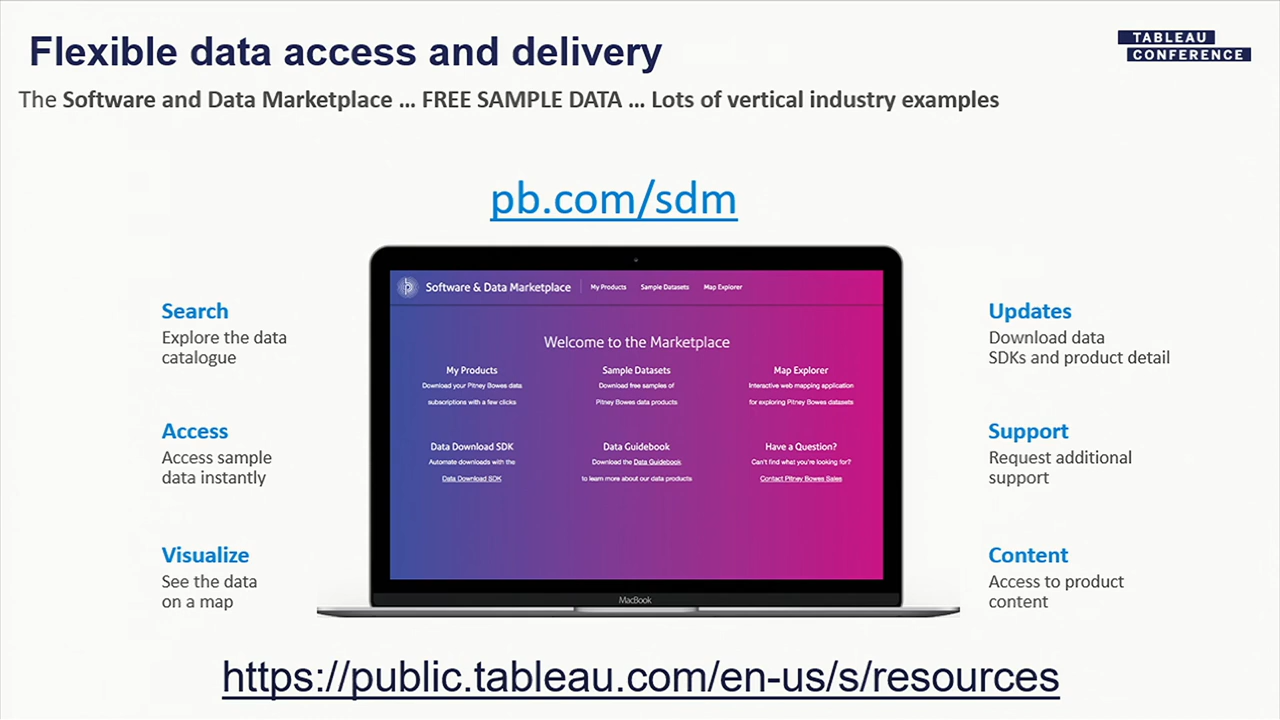 Flexible data access and delivery
TABLEAU
CONFERENCE
The Software and Data Marketplace ... FREE SAMPLE DATA ... Lots of vertical industry examples
pb.com/sdm
Search
Explore the data
catalogue
Access
Access sample
data instantly
Visualize
See the data
on a map
Software & Data Marketplace
My Products
Sample Datasets
Map Explorer
Welcome to the Marketplace
My Products
Download your Pitney Bowes data
subscriptions with a few clicks
Sample Datasets
Download free samples of
Pitney Bowes data products
Map Explorer
Interactive web mapping application
for exploring Pitney Bowes datasets
Data Download SDK
Automate downloads with the
Data Download SDK
Data Guidebook
Download the Data Guidebook
to learn more about our data products
Have a Question?
Can't find what you're looking for?
Contact Pitney Bowes Sales
MacBook
Updates
Download data
SDKs and product detail
Support
Request additional
support
Content
Access to product
content
https://public.tableau.com/en-us/s/resources